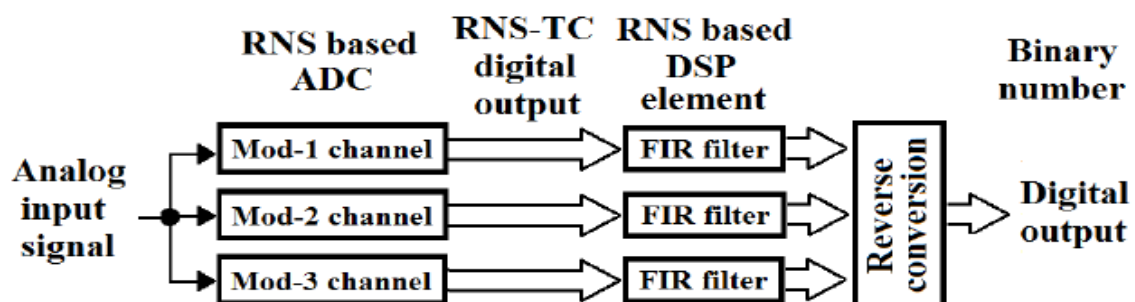 RNS based
ADC
RNS-TC
digital
output
RNS based
DSP
element
Binary
number
Analog
input
signal
Mod-1 channel
Mod-2 channel
Mod-3 channel
FIR filter
FIR filter
FIR filter
Reverse
conversion
Digital
output